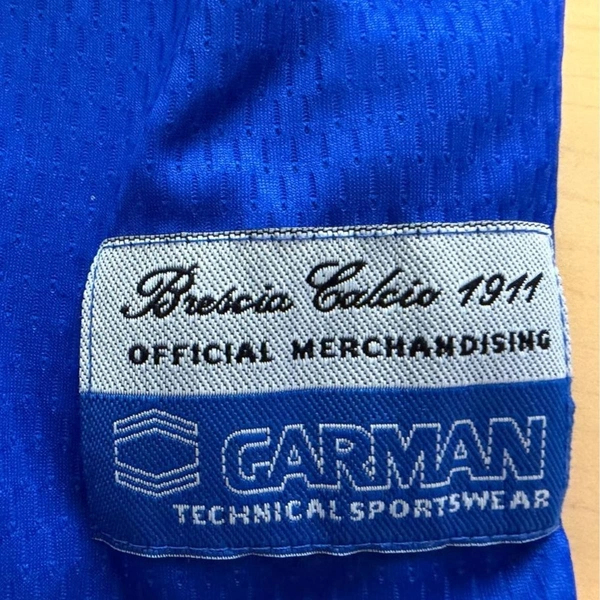 Brescia Calcio 1911
OFFICIAL MERCHANDISING
GARMAN
TECHNICAL SPORTSWEAR